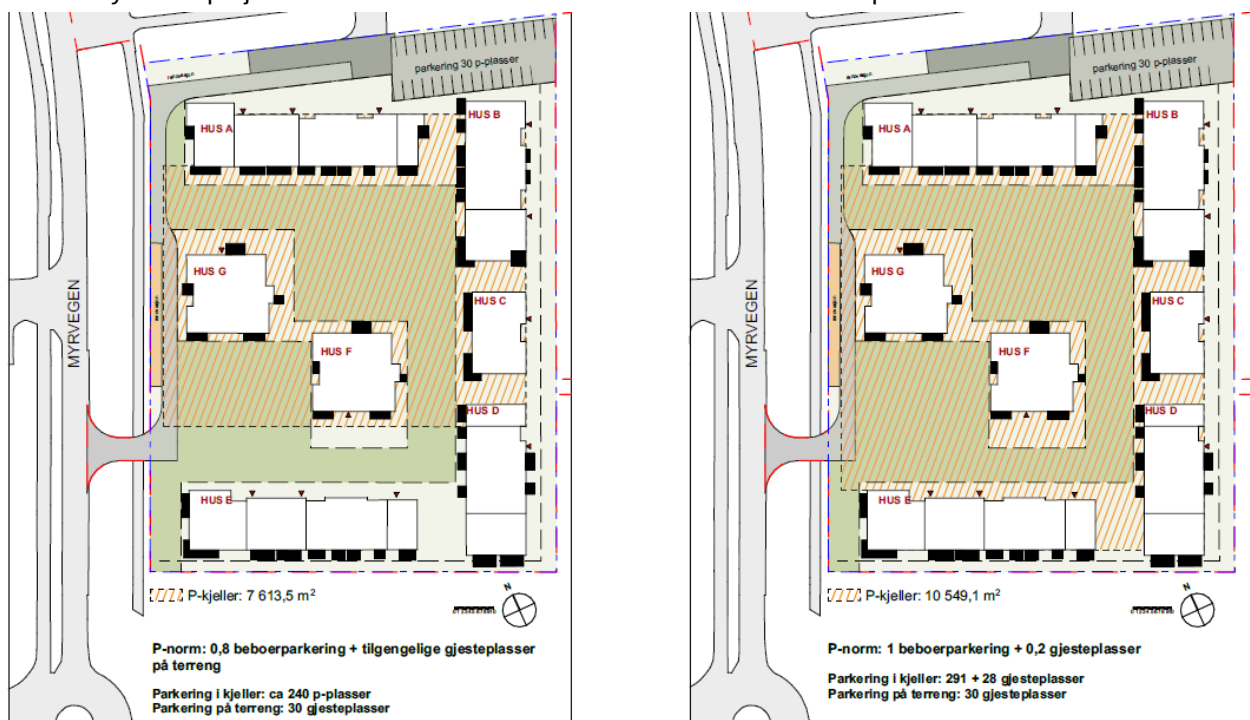 parkering 30 p-plasser
HUS A
HUS B
HUS G
HUS C
HUS F
HUS D
HUS E
MYRVEGEN
P-kjeller: 7 613,5 m²
N
P-norm: 0,8 beboerparkering + tilgengelige gjesteplasser
på terreng
Parkering i kjeller: ca 240 p-plasser
Parkering på terreng: 30 gjesteplasser
parkering 30 p-plasser
HUS A
HUS B
HUS G
HUS C
HUS F
HUS D
HUS E
MYRVEGEN
P-kjeller: 10 549,1 m²
N
P-norm: 1 beboerparkering + 0,2 gjesteplasser
Parkering i kjeller: 291 + 28 gjesteplasser
Parkering på terreng: 30 gjesteplasser